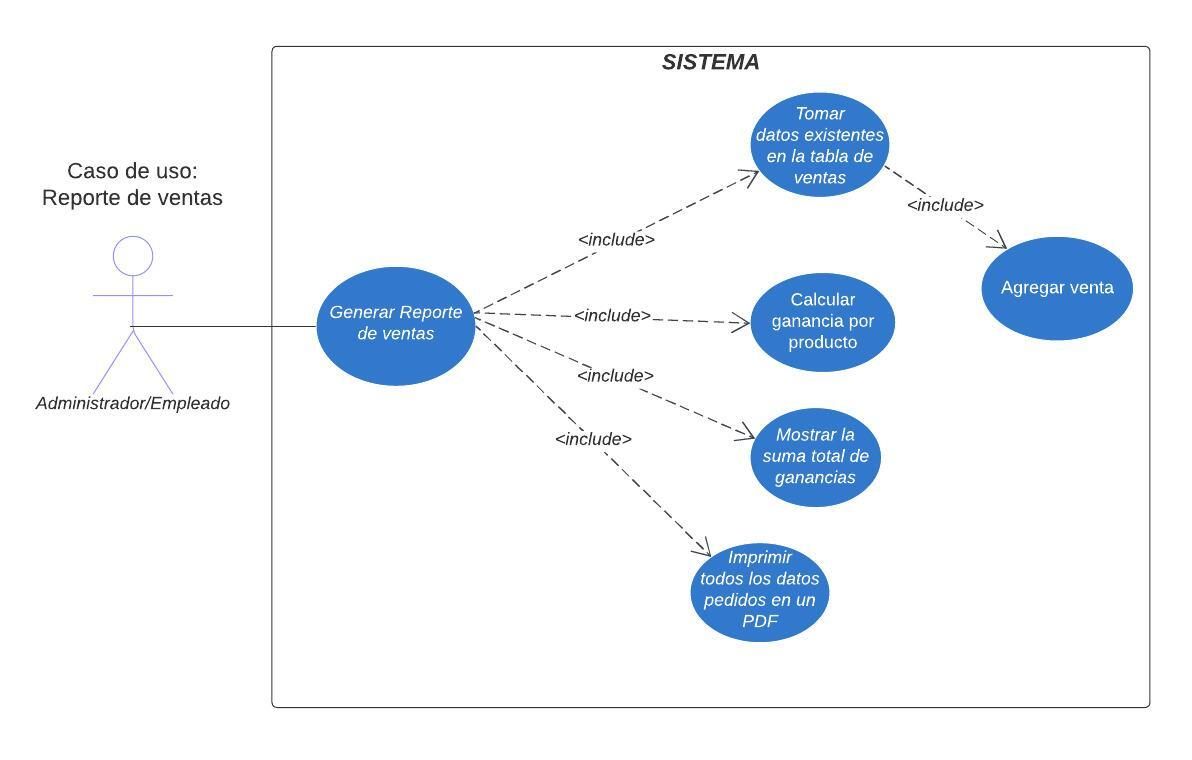 SISTEMA
Caso de uso:
Reporte de ventas
Administrador/Empleado
Generar Reporte
de ventas
<include>
Tomar
datos existentes
en la tabla de
ventas
<include>
Agregar venta
<include>
Calcular
ganancia por
producto
<include>
Mostrar la
suma total de
ganancias
<include>
Imprimir
todos los datos
pedidos en un
PDF